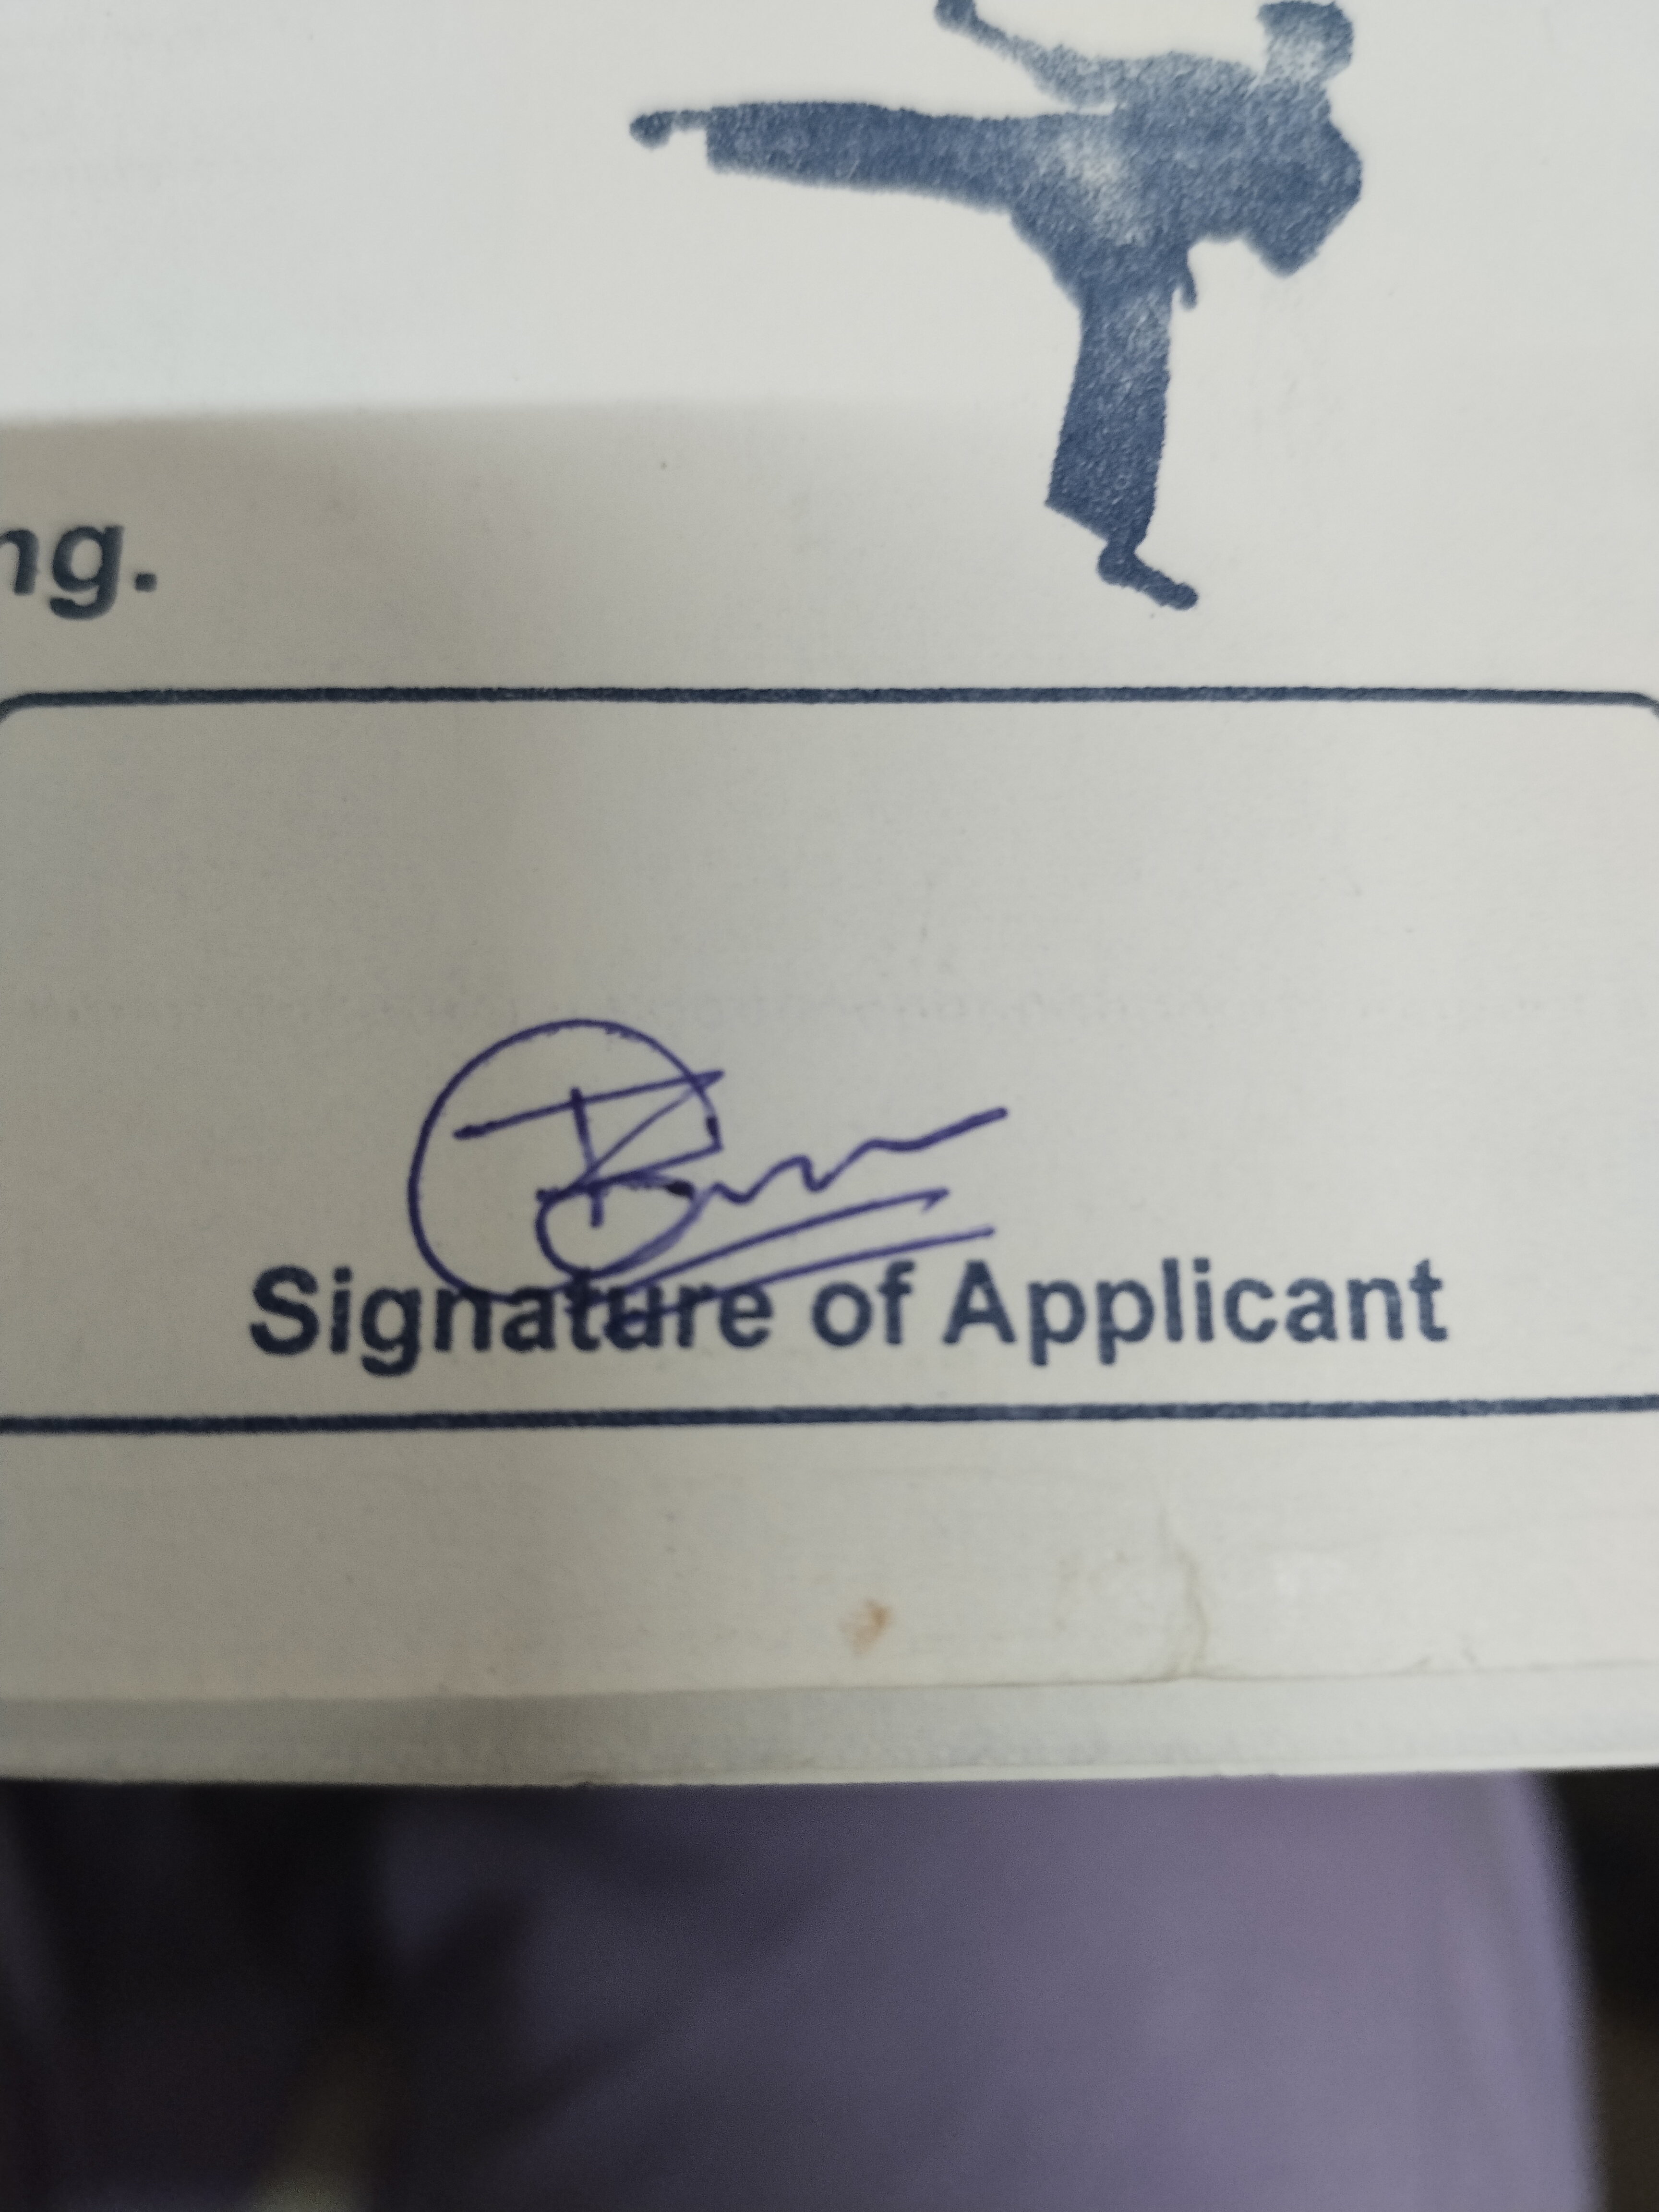 ng.
Signature of Applicant